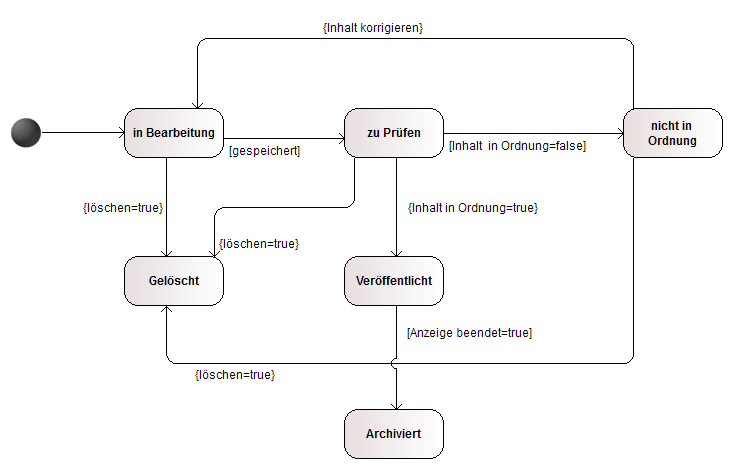 {Inhalt korrigieren}
in Bearbeitung
zu Prüfen
nicht in
Ordnung
[gespeichert]
[Inhalt  in Ordnung=false]
{löschen=true}
{Inhalt in Ordnung=true}
{löschen=true}
Gelöscht
Veröffentlicht
[Anzeige beendet=true]
{löschen=true}
Archiviert